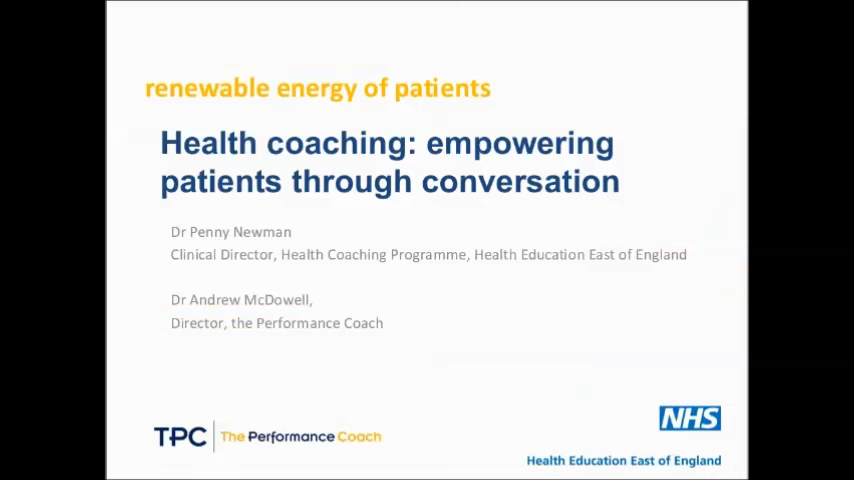 renewable energy of patients
Health coaching: empowering
patients through conversation
Dr Penny Newman
Clinical Director, Health Coaching Programme, Health Education East of England
Dr Andrew McDowell,
Director, the Performance Coach
TPC The Performance Coach
NHS
Health Education East of England